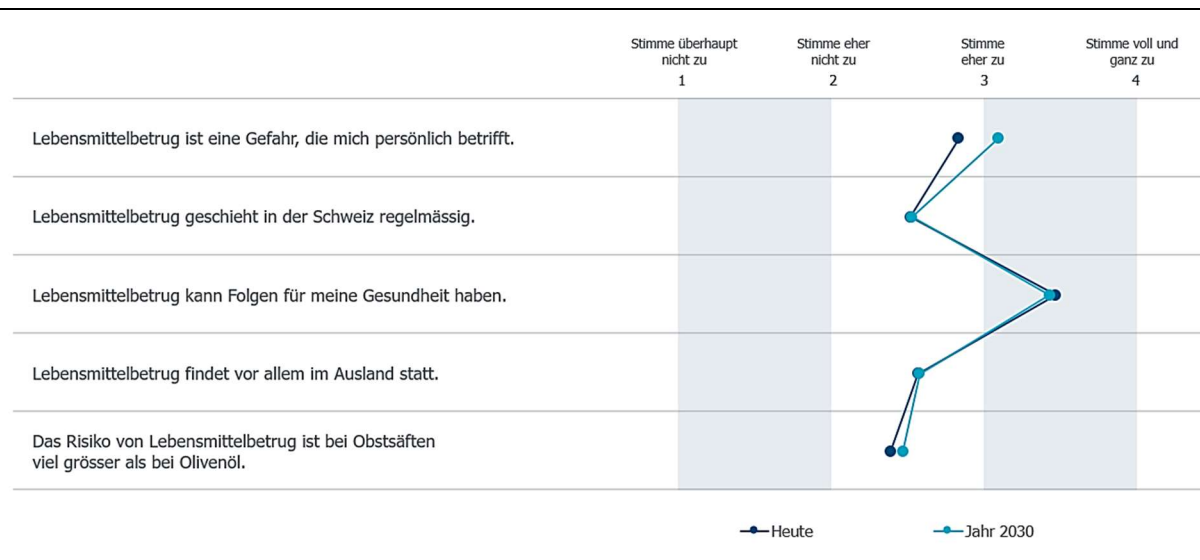 Stimme überhaupt
nicht zu
1
Stimme eher
nicht zu
2
Stimme
eher zu
3
Stimme voll und
ganz zu
4
Lebensmittelbetrug ist eine Gefahr, die mich persönlich betrifft.
Lebensmittelbetrug geschieht in der Schweiz regelmässig.
Lebensmittelbetrug kann Folgen für meine Gesundheit haben.
Lebensmittelbetrug findet vor allem im Ausland statt.
Das Risiko von Lebensmittelbetrug ist bei Obstsäften
viel grösser als bei Olivenöl.
Heute
Jahr 2030